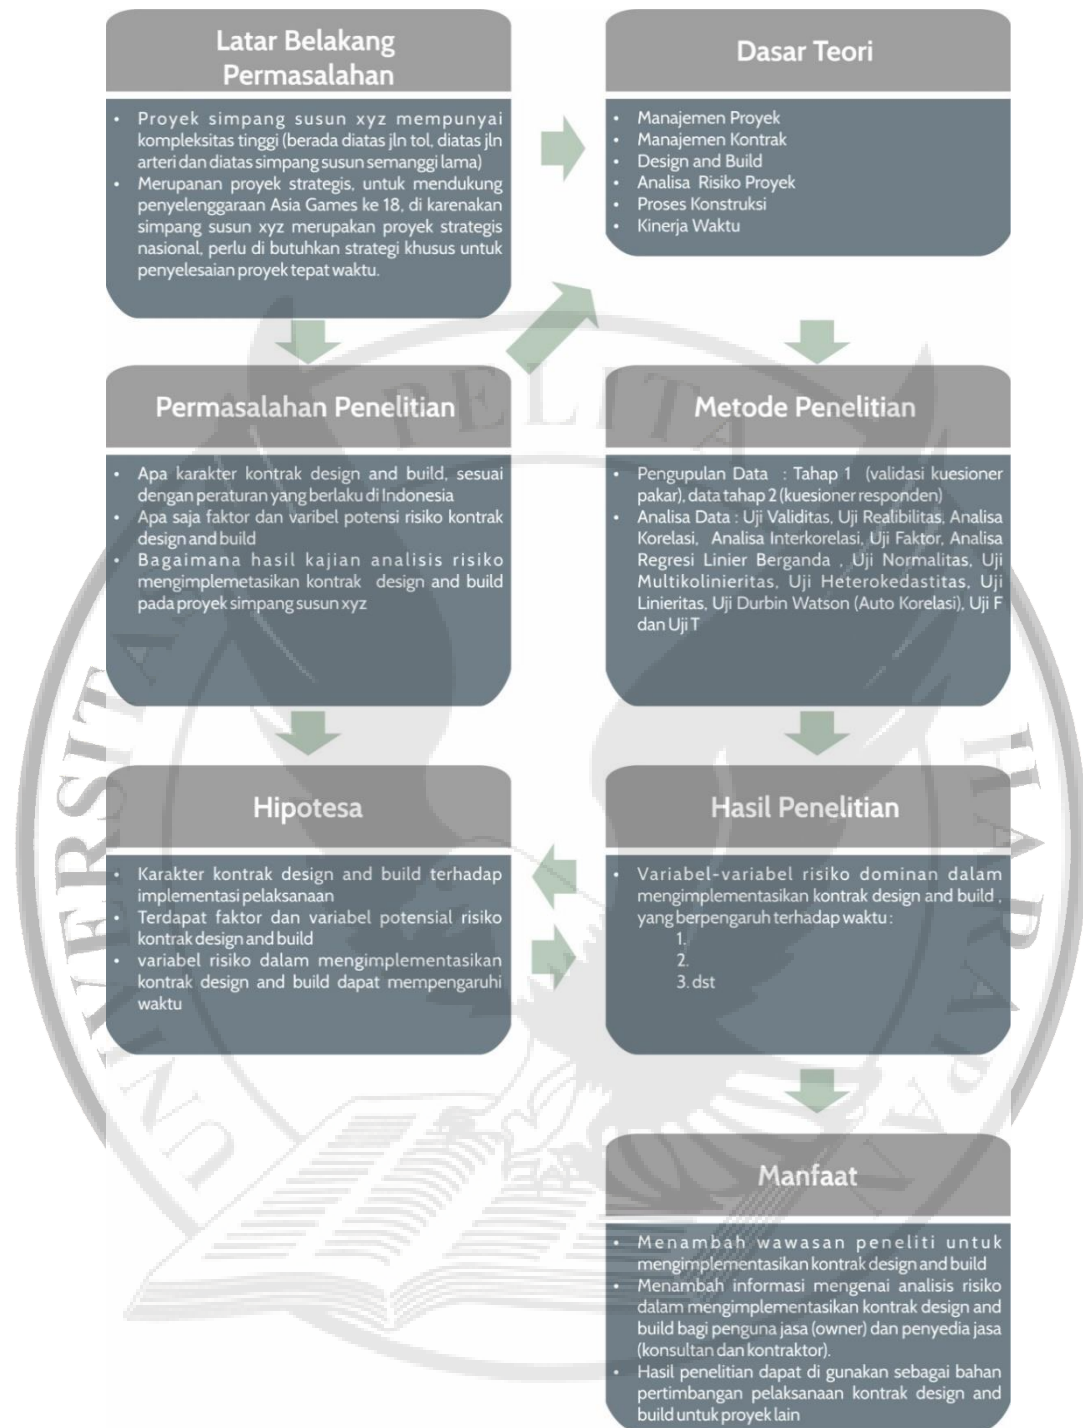 Latar Belakang
Permasalahan
• Proyek simpang susun xyz mempunyai
kompleksitas tinggi (berada diatas jln tol, diatas jln
arteri dan diatas simpang susun semanggi lama)
• Merupanan proyek strategis, untuk mendukung
penyelenggaraan Asia Games ke 18, di karenakan
simpang susun xyz merupakan proyek strategis
nasional, perlu di butuhkan strategi khusus untuk
penyelesaian proyek tepat waktu.
Dasar Teori
• Manajemen Proyek
• Manajemen Kontrak
• Design and Build
• Analisa Risiko Proyek
• Proses Konstruksi
• Kinerja Waktu
Permasalahan Penelitian
• Apa karakter kontrak design and build, sesuai
dengan peraturan yang berlaku di Indonesia
• Apa saja faktor dan varibel potensi risiko kontrak
design and build
• Bagaimana hasil kajian analisis risiko
mengimplemetasikan kontrak design and build
pada proyek simpang susun xyz
Metode Penelitian
• Pengupulan Data : Tahap 1 (validasi kuesioner
pakar), data tahap 2 (kuesioner responden)
• Analisa Data : Uji Validitas, Uji Realibilitas, Analisa
Korelasi, Analisa Interkorelasi, Uji Faktor, Analisa
Regresi Linier Berganda , Uji Normalitas, Uji
Multikolinieritas, Uji Heterokedastitas, Uji
Linieritas, Uji Durbin Watson (Auto Korelasi), Uji F
dan Uji T
Hipotesa
• Karakter kontrak design and build terhadap
implementasi pelaksanaan
• Terdapat faktor dan variabel potensial risiko
kontrak design and build
• variabel risiko dalam mengimplementasikan
kontrak design and build dapat mempengaruhi
waktu
Hasil Penelitian
• Variabel-variabel risiko dominan dalam
mengimplementasikan kontrak design and build ,
yang berpengaruh terhadap waktu :
1.
2.
3. dst
Manfaat
• Menambah wawasan peneliti untuk
mengimplementasikan kontrak design and build
• Menambah informasi mengenai analisis risiko
dalam mengimplementasikan kontrak design and
build bagi penguna jasa (owner) dan penyedia jasa
(konsultan dan kontraktor).
• Hasil penelitian dapat di gunakan sebagai bahan
pertimbangan pelaksanaan kontrak design and
build untuk proyek lain
UNIVERSITAS PELITA HARAPAN